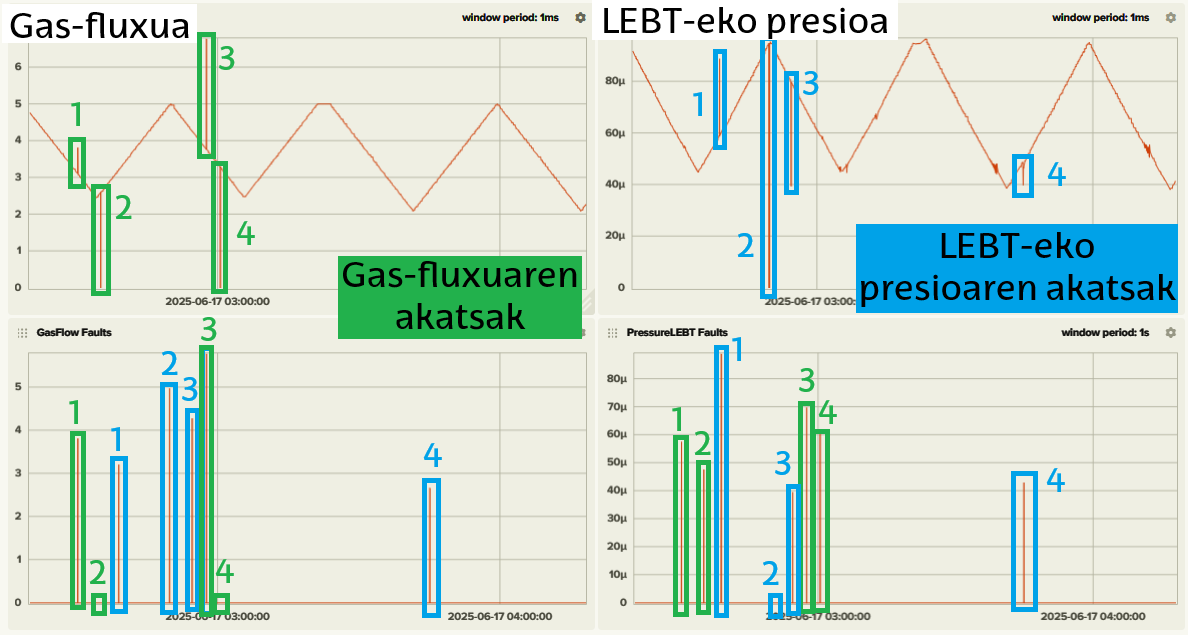 Gas-fluxua
window period: 1ms
6
5
4
3
2
1
0
1
2
3
4
2025-06-17 03:00:00
Gas-fluxuaren
akatsak
LEBT-eko presioa
window period: 1ms
80µ
60µ
40µ
20µ
0
1
2
3
4
2025-06-17 03:00:
LEBT-eko
presioaren akatsak
GasFlow Faults
5
4
3
2
1
0
1
2
1
2
3
3
4
4
2025-06-17 03:00:00
2025-06-17 04:00:00
PressureLEBT Faults
window period: 1s
80µ
70µ
60µ
50µ
40µ
30µ
20µ
10µ
0
1
2
1
2
3
3
4
4
2025-06-17 03:00:00
2025-06-17 04:00:00